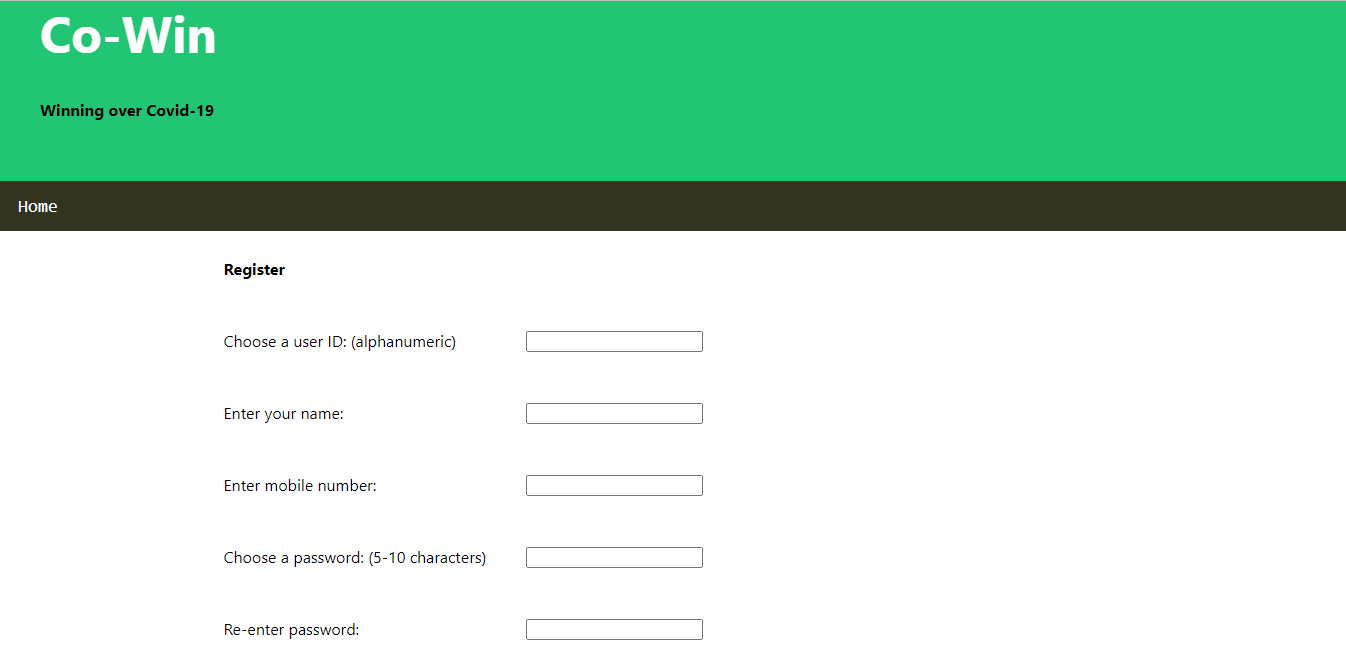 Co-Win
Winning over Covid-19
Home
Register
Choose a user ID: (alphanumeric)
Enter your name:
Enter mobile number:
Choose a password: (5-10 characters)
Re-enter password: